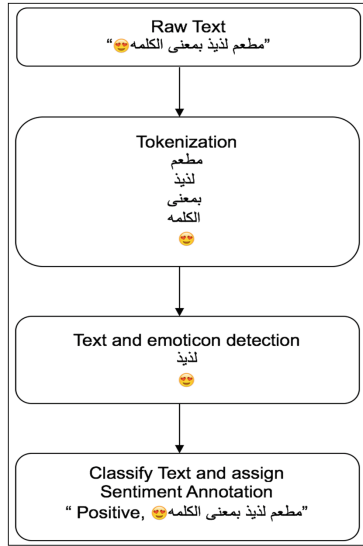 Raw Text
“مطعم لذيذ بمعنى الكلمه😍”
Tokenization
مطعم
لذيذ
بمعنى
الكلمه
😍
Text and emoticon detection
لذيذ
😍
Classify Text and assign
Sentiment Annotation
“ Positive, 😍مطعم لذيذ بمعنى الكلمه”